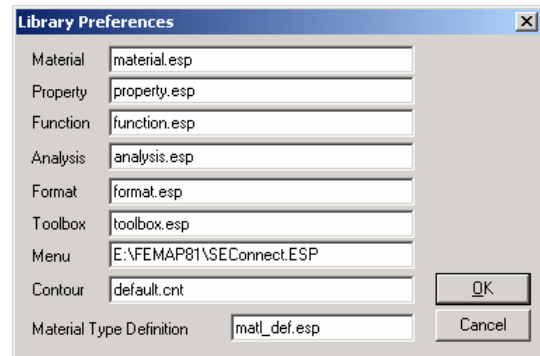 Library Preferences
Material material.esp
Property property.esp
Function function.esp
Analysis analysis.esp
Format format.esp
Toolbox toolbox.esp
Menu E:\FEMAP81\SEConnect.ESP
Contour default.cnt
OK
Material Type Definition matl_def.esp
Cancel